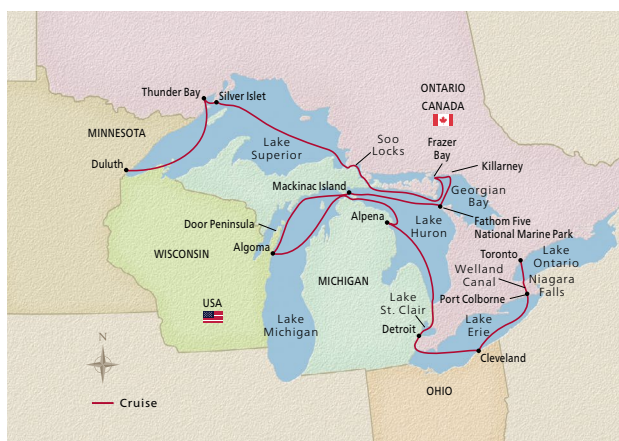 Thunder Bay
Silver Islet
ONTARIO
CANADA
MINNESOTA
Lake
Superior
Soo
Locks
Frazer
Bay
Killarney
Duluth
Mackinac Island
Georgian
Bay
Door Peninsula
Alpena
Lake
Huron
Fathom Five
National Marine Park
WISCONSIN
Algoma
Toronto
Lake
Ontario
MICHIGAN
Welland
Canal
Niagara
Falls
USA
Lake
St. Clair
Port Colborne
Lake
Michigan
Detroit
Lake
Erie
Cleveland
N
OHIO
Cruise